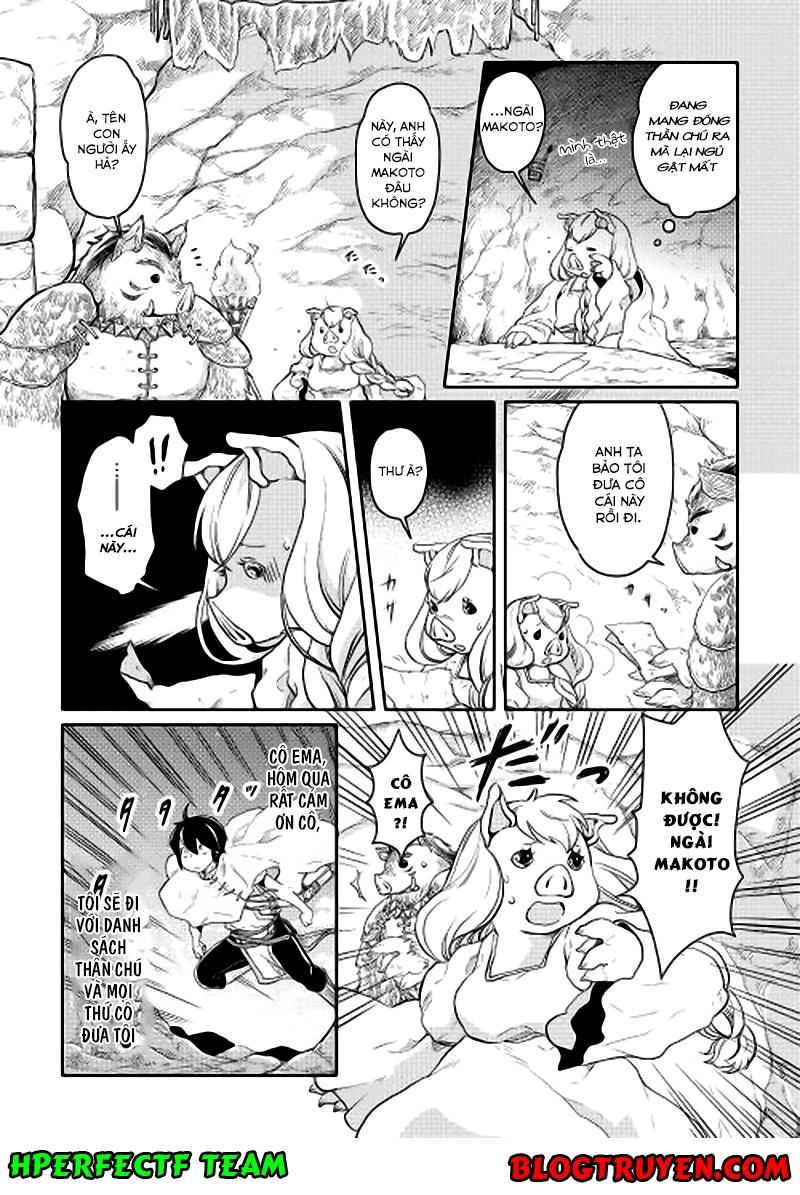 ĐANG
MANG ĐỐNG
THẦN CHÚ RA
MÀ LẠI NGỦ
GẬT MẤT
mình thật
là...
...NGÀI
MAKOTO?
NÀY, ANH
CÓ THẤY
NGÀI
MAKOTO
ĐÂU
KHÔNG?
À, TÊN
CON
NGƯỜI ẤY
HẢ?
ANH TA
BẢO TÔI
ĐƯA CÔ
CÁI NÀY
RỒI ĐI.
THƯ À?
...CÁI
NÀY...
!!
KHÔNG
ĐƯỢC!
NGÀI
MAKOTO
!!
CÔ
EMA
?!
CÔ EMA,
HÔM QUA
RẤT CẢM
ƠN CÔ,
TÔI SẼ ĐI
VỚI DANH
SÁCH
THẦN CHÚ
VÀ MỌI
THỨ CÔ
ĐƯA TÔI
HPERFECTF TEAM
BLOGTRUYEN.COM